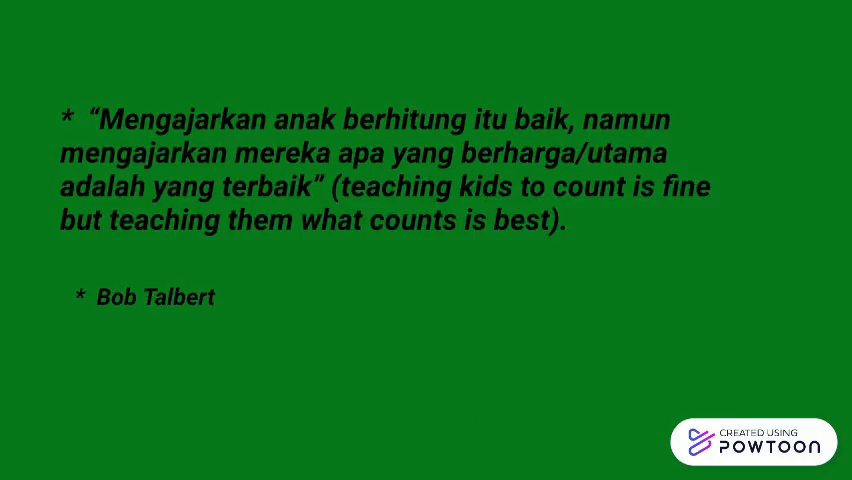 * “Mengajarkan anak berhitung itu baik, namun
mengajarkan mereka apa yang berharga/utama
adalah yang terbaik” (teaching kids to count is fine
but teaching them what counts is best).
* Bob Talbert
CREATED USING
POWTOON